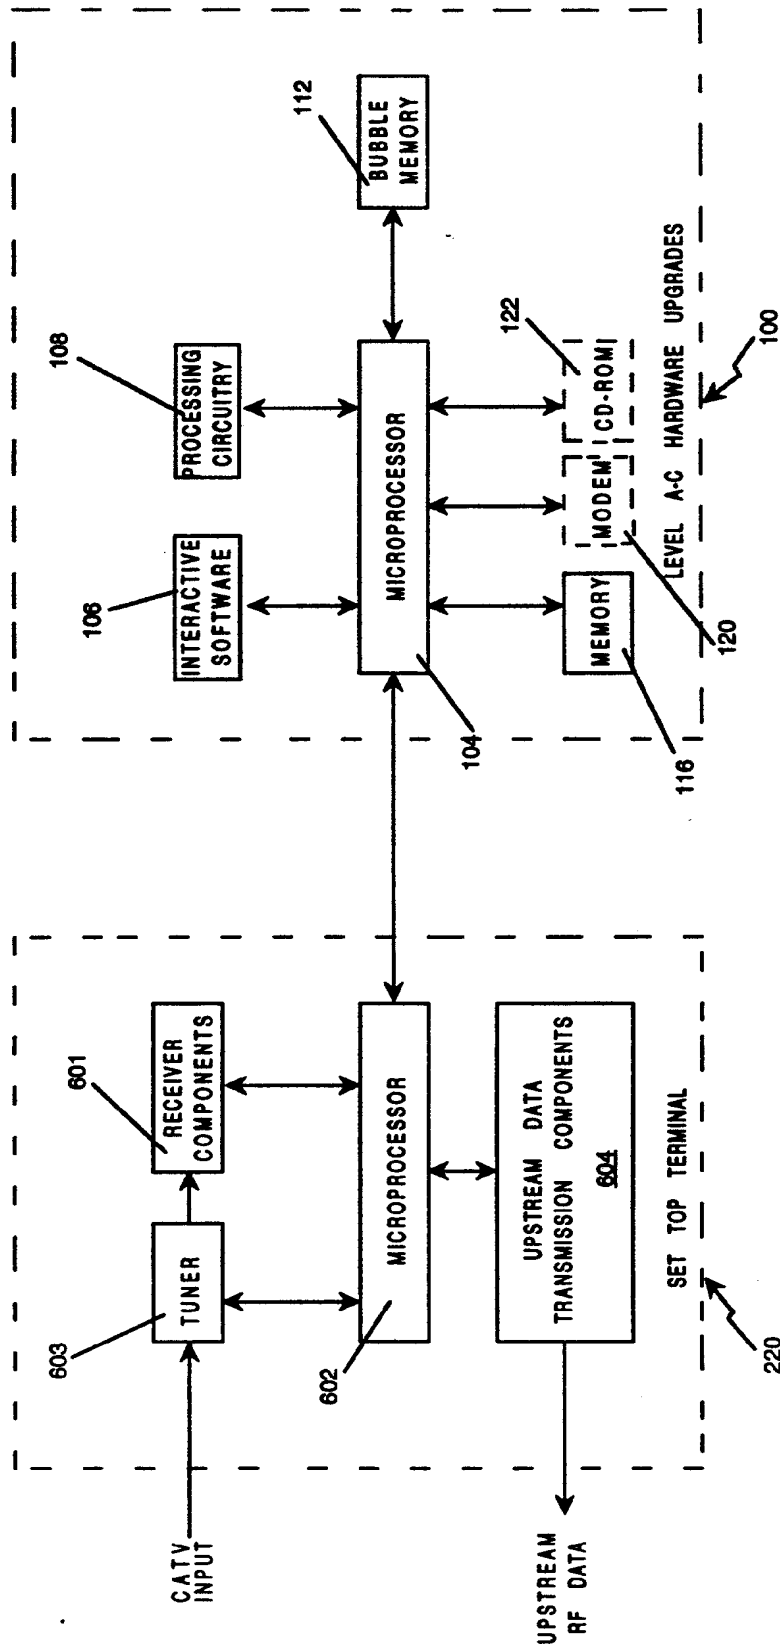 CATV
INPUT
603
TUNER
601
RECEIVER
COMPONENTS
602
MICROPROCESSOR
UPSTREAM DATA
TRANSMISSION COMPONENTS
604
UPSTREAM
RF DATA
SET TOP TERMINAL
220
106
INTERACTIVE
SOFTWARE
108
PROCESSING
CIRCUITRY
104
MICROPROCESSOR
112
BUBBLE
MEMORY
116
MEMORY
120
MODEM
122
CD-ROM
LEVEL A-C HARDWARE UPGRADES
100